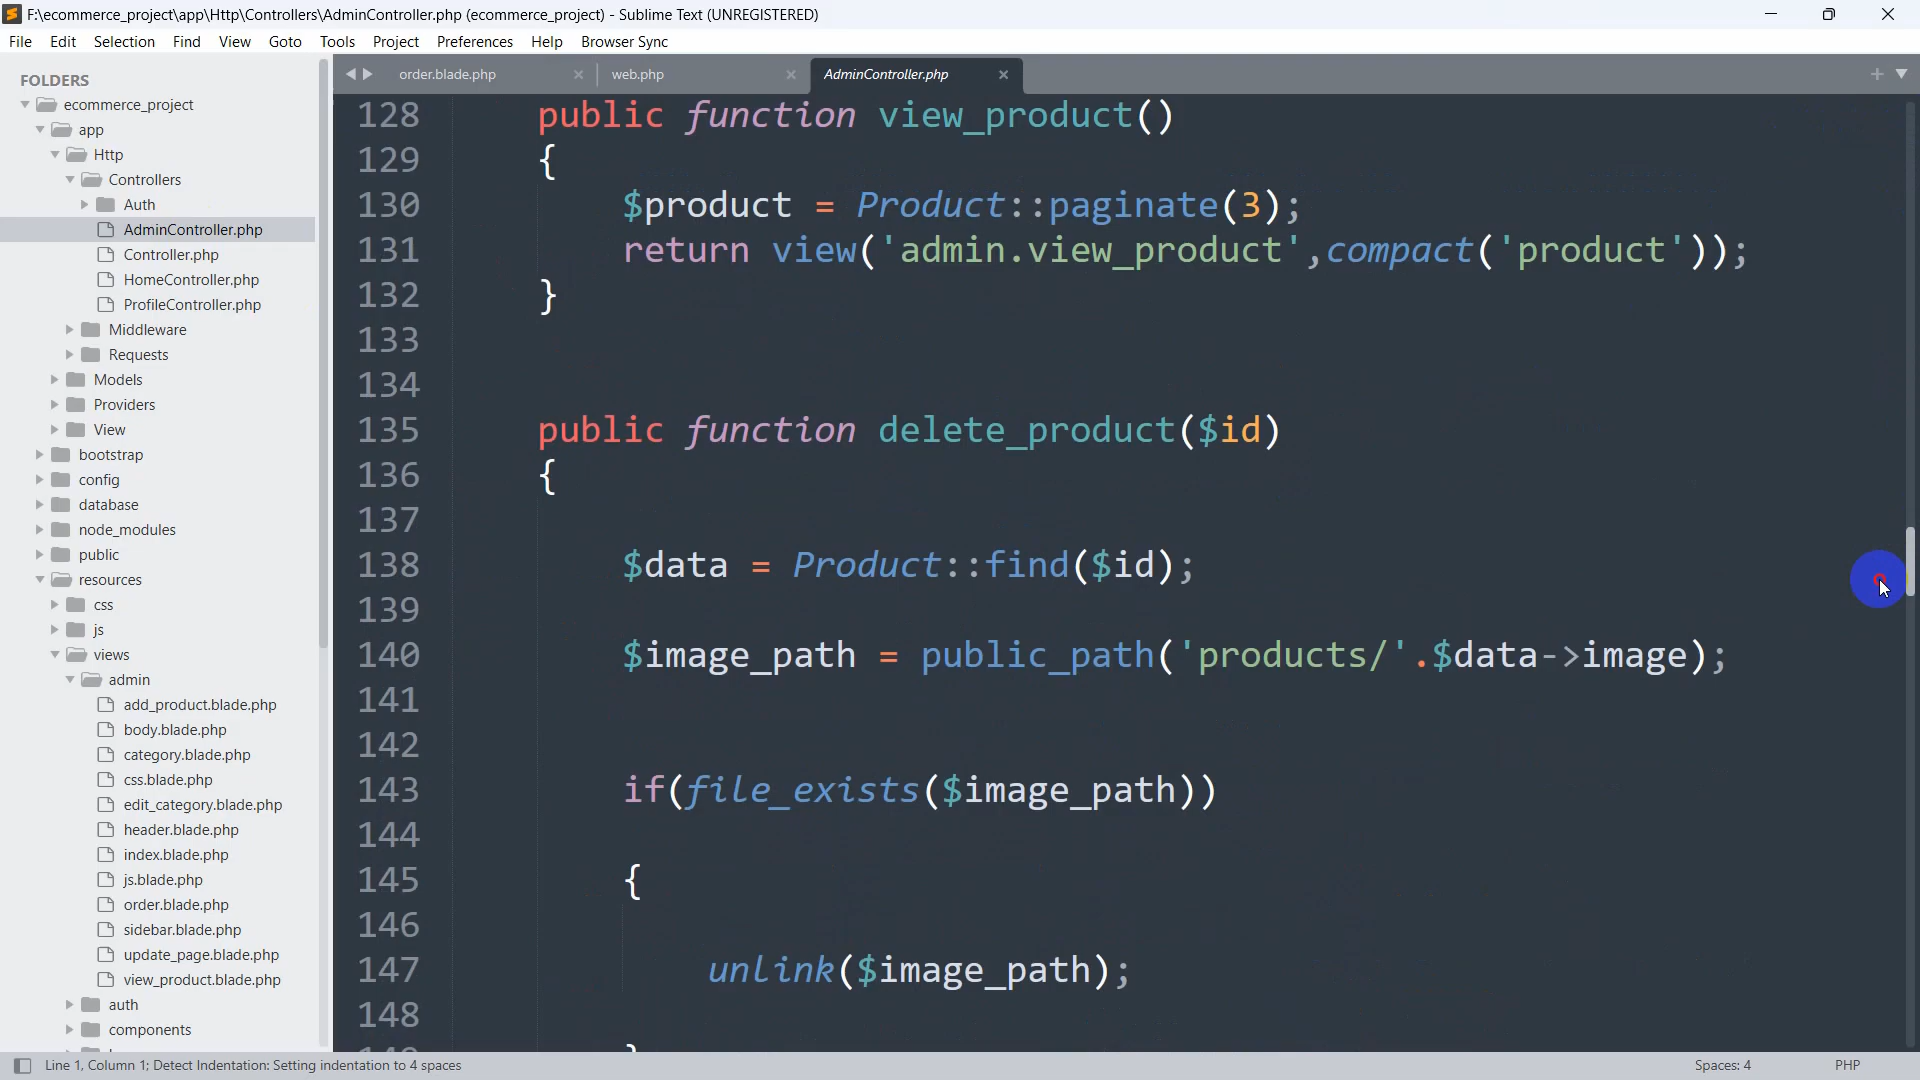 F:\ecommerce_project\app\Http\Controllers\AdminController.php (ecommerce_project) - Sublime Text (UNREGISTERED)
File Edit Selection Find View Goto Tools Project Preferences Help Browser Sync
FOLDERS
ecommerce_project
app
Http
Controllers
Auth
AdminController.php
Controller.php
HomeController.php
ProfileController.php
Middleware
Requests
Models
Providers
View
bootstrap
config
database
node_modules
public
resources
css
js
views
admin
add_product.blade.php
body.blade.php
category.blade.php
css.blade.php
edit_category.blade.php
header.blade.php
index.blade.php
js.blade.php
order.blade.php
sidebar.blade.php
update_page.blade.php
view_product.blade.php
auth
components
order.blade.php web.php AdminController.php
128 public function view_product()
129 {
130 $product = Product::paginate(3);
131 return view('admin.view_product',compact('product'));
132 }
133
134
135 public function delete_product($id)
136 {
137
138 $data = Product::find($id);
139
140 $image_path = public_path('products/'.$data->image);
141
142
143 if(file_exists($image_path))
144
145 {
146
147 unlink($image_path);
148
Line 1, Column 1; Detect Indentation: Setting indentation to 4 spaces
Spaces: 4
PHP